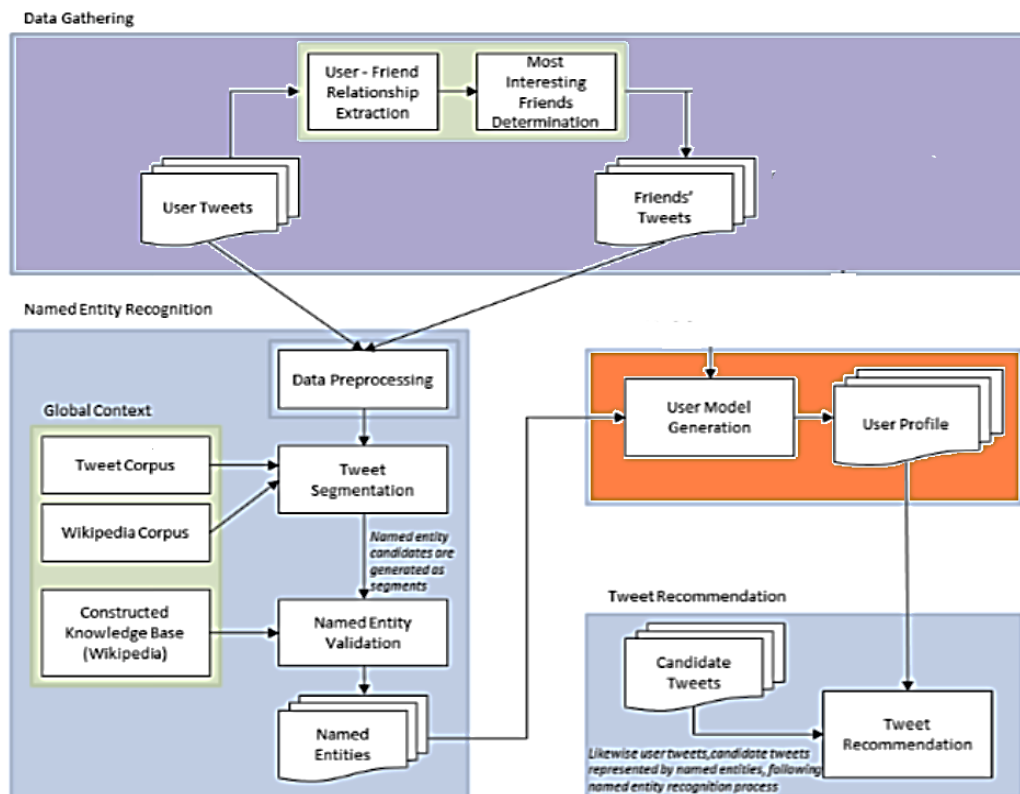 Data Gathering
User - Friend
Relationship
Extraction
Most
Interesting
Friends
Determination
User Tweets
Friends'
Tweets
Named Entity Recognition
Data Preprocessing
Global Context
Tweet Corpus
Wikipedia Corpus
Constructed
Knowledge Base
(Wikipedia)
Tweet
Segmentation
Named entity
candidates are
generated as
segments
Named Entity
Validation
Named
Entities
User Model
Generation
User Profile
Tweet Recommendation
Candidate
Tweets
Tweet
Recommendation
Likewise user tweets,candidate tweets
represented by named entities, following
named entity recognition process